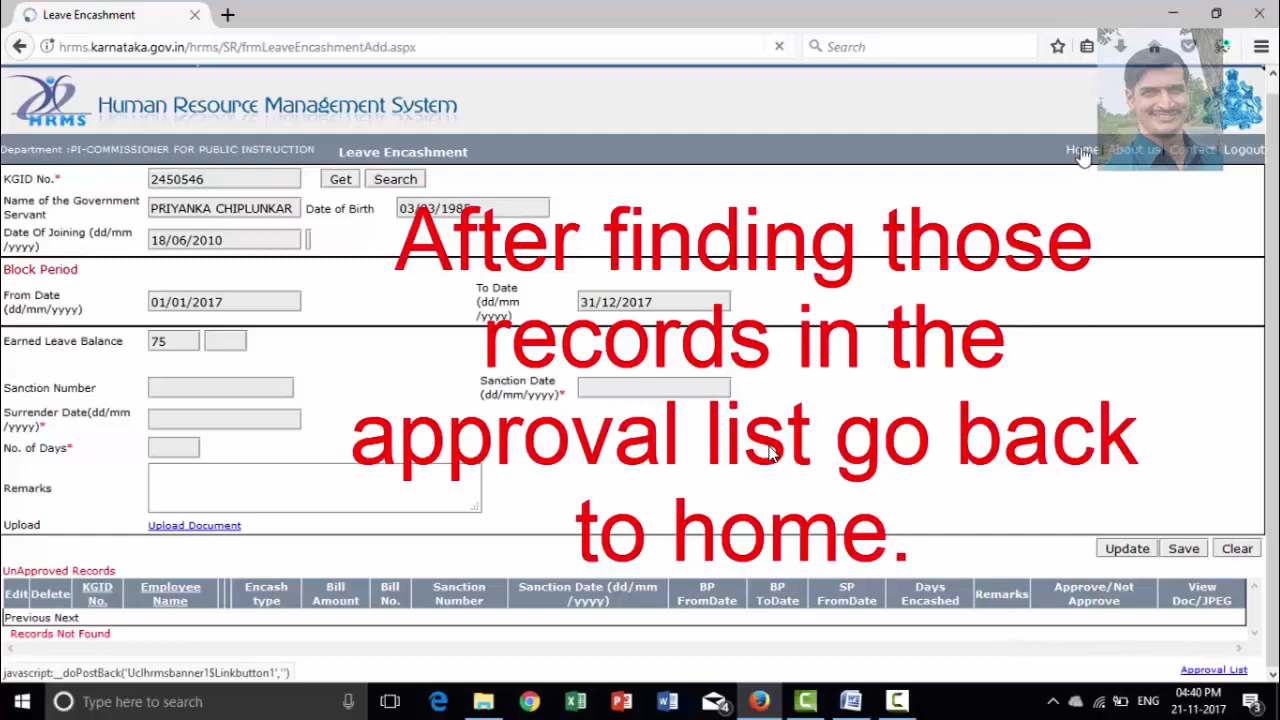 Leave Encashment
hrms.karnataka.gov.in/hrms/SR/frmLeaveEncashmentAdd.aspx
Search
HRMS
Human Resource Management System
Department :PI-COMMISSIONER FOR PUBLIC INSTRUCTION
Leave Encashment
Home | About us | Contact | Logout
KGID No.*
2450546
Get
Search
Name of the Government Servant
PRIYANKA CHIPLUNKAR
Date of Birth
03/03/1985
Date Of Joining (dd/mm/yyyy)
18/06/2010
After finding those
records in the
approval list go back
to home.
Block Period
From Date (dd/mm/yyyy)
01/01/2017
To Date (dd/mm/yyyy)
31/12/2017
Earned Leave Balance
75
Sanction Number
Sanction Date (dd/mm/yyyy)*
Surrender Date(dd/mm/yyyy)*
No. of Days*
Remarks
Upload
Upload Document
Update
Save
Clear
UnApproved Records
Edit Delete KGID No. Employee Name Encash type Bill Amount Bill No. Sanction Number Sanction Date (dd/mm/yyyy) BP FromDate BP ToDate SP FromDate Days Encashed Remarks Approve/Not Approve View Doc/JPEG
Previous Next
Records Not Found
javascript:__doPostBack('Uclhrmsbanner1$Linkbutton1','')
Approval List
Type here to search
4
ENG
04:40 PM
21-11-2017
3